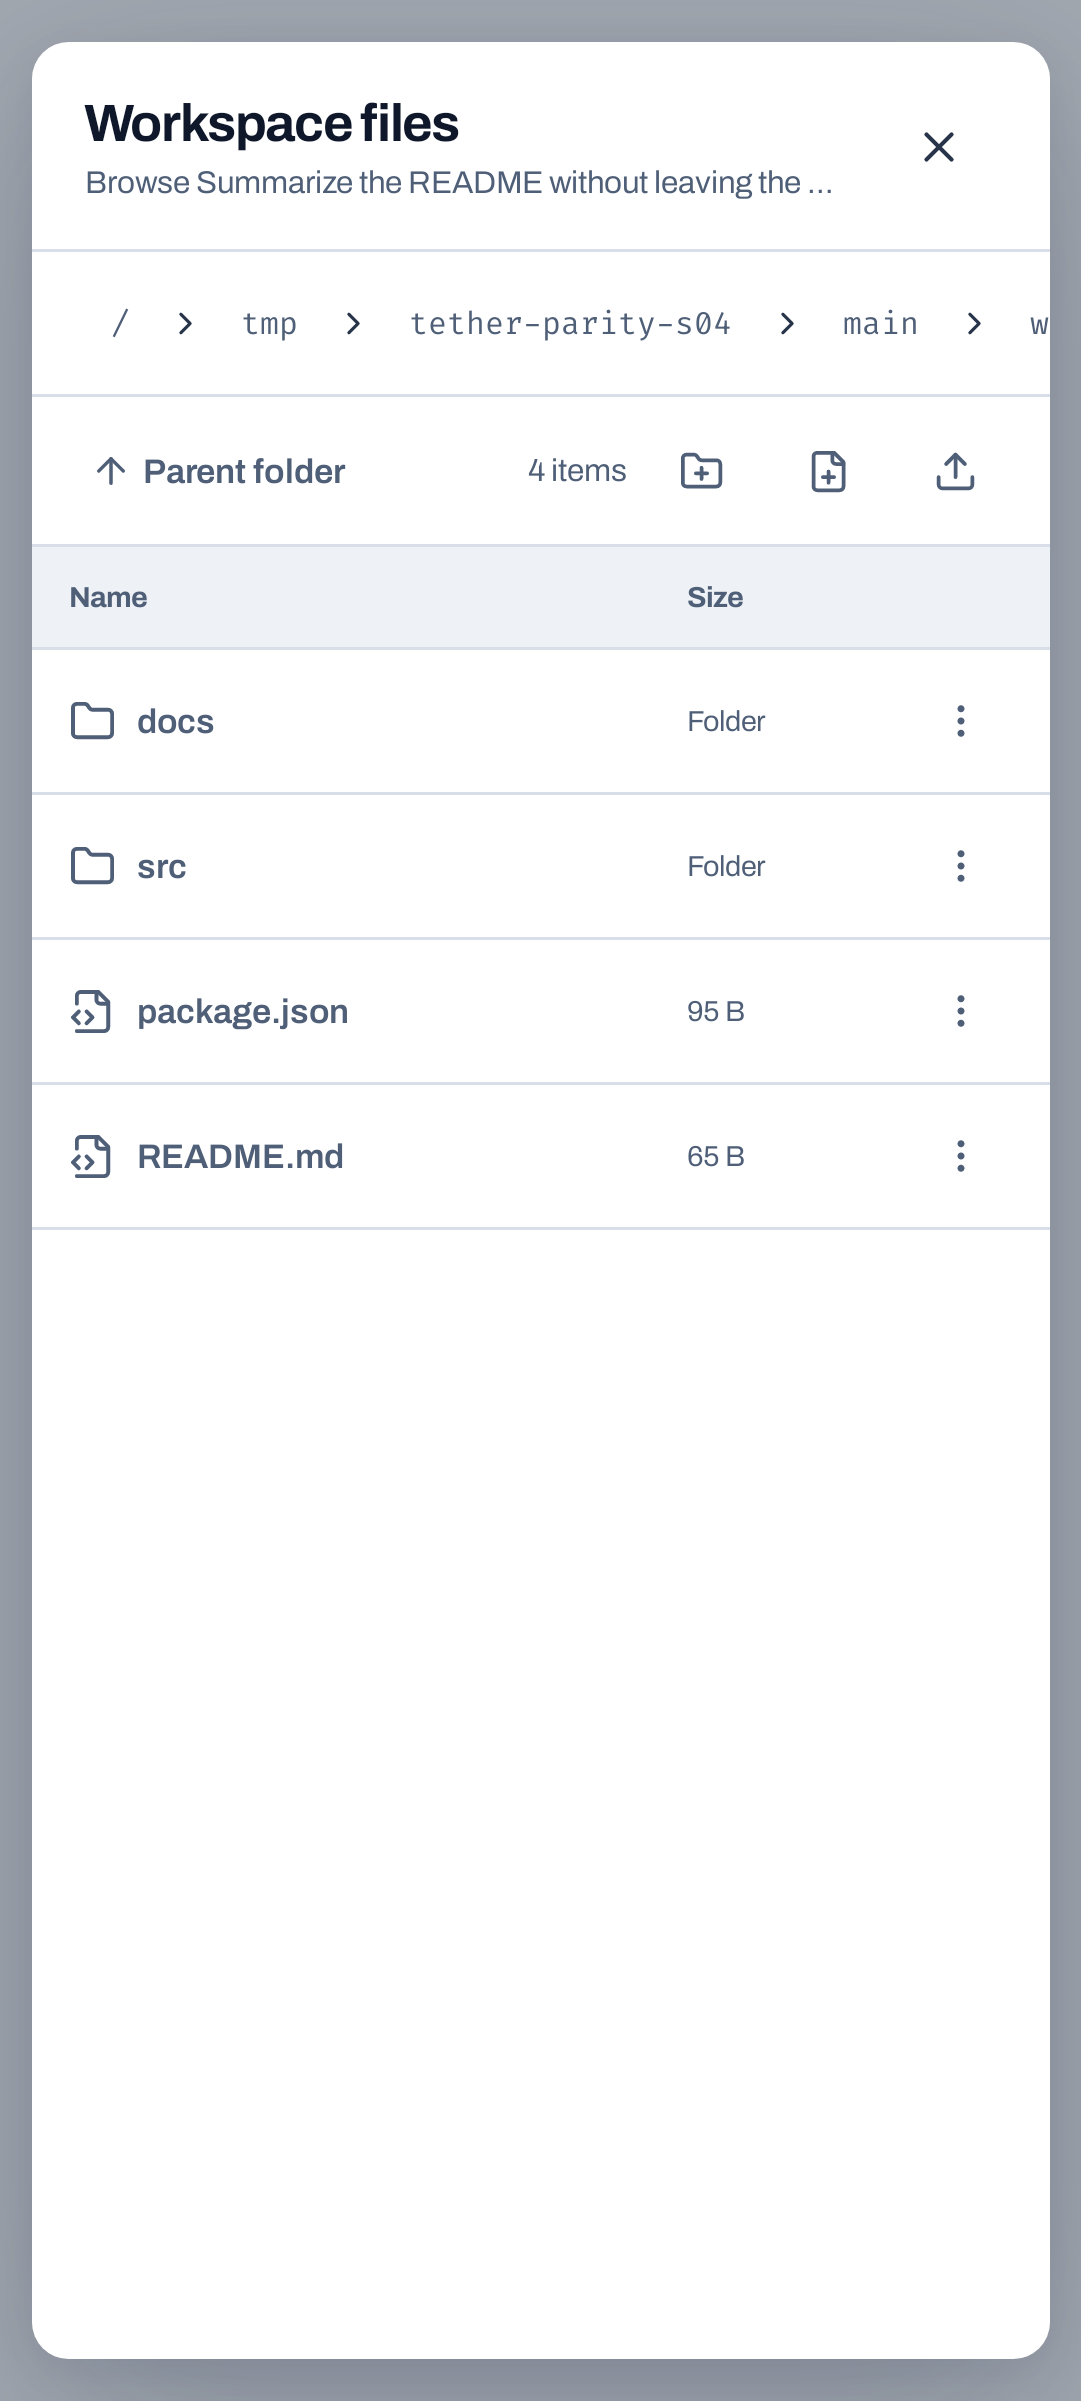 Workspace files
Browse Summarize the README without leaving the ...
/ > tmp > tether-parity-s04 > main > w
Parent folder 4 items
Name Size
docs Folder
src Folder
package.json 95 B
README.md 65 B